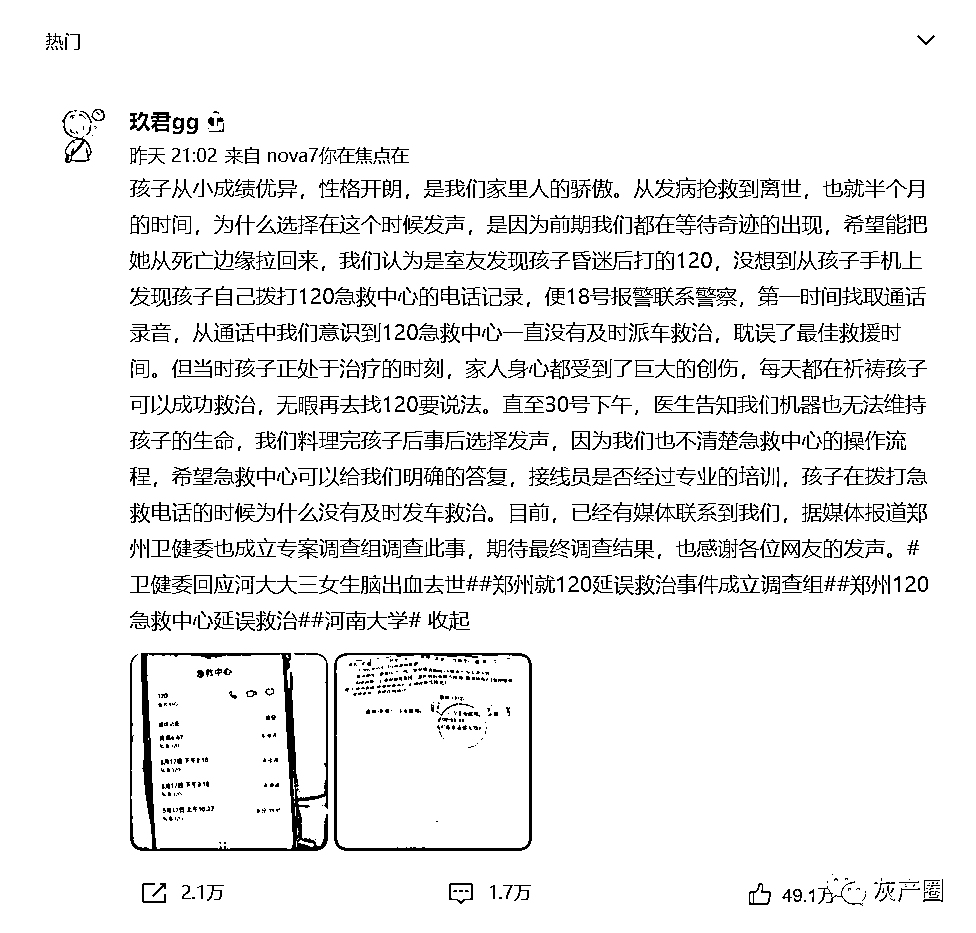 热门
玖君gg
昨天 21:02 来自 nova7你在焦点在
孩子从小成绩优异，性格开朗，是我们家里人的骄傲。从发病抢救到离世，也就半个月
的时间，为什么选择在这个时候发声，是因为前期我们都在等待奇迹的出现，希望能把
她从死亡边缘拉回来，我们认为是室友发现孩子昏迷后打的120，没想到从孩子手机上
发现孩子自己拨打120急救中心的电话记录，便18号报警联系警察，第一时间找取通话
录音，从通话中我们意识到120急救中心一直没有及时派车救治，耽误了最佳救援时
间。但当时孩子正处于治疗的时刻，家人身心都受到了巨大的创伤，每天都在祈祷孩子
可以成功救治，无暇再去找120要说法。直至30号下午，医生告知我们机器也无法维持
孩子的生命，我们料理完孩子后事后选择发声，因为我们也不清楚急救中心的操作流
程，希望急救中心可以给我们明确的答复，接线员是否经过专业的培训，孩子在拨打急
救电话的时候为什么没有及时发车救治。目前，已经有媒体联系到我们，据媒体报道郑
州卫健委也成立专案调查组调查此事，期待最终调查结果，也感谢各位网友的发声。#
卫健委回应河大大三女生脑出血去世##郑州就120延误救治事件成立调查组##郑州120
急救中心延误救治##河南大学# 收起
急救中心
120
2.1万
1.7万
49.1万
灰产圈